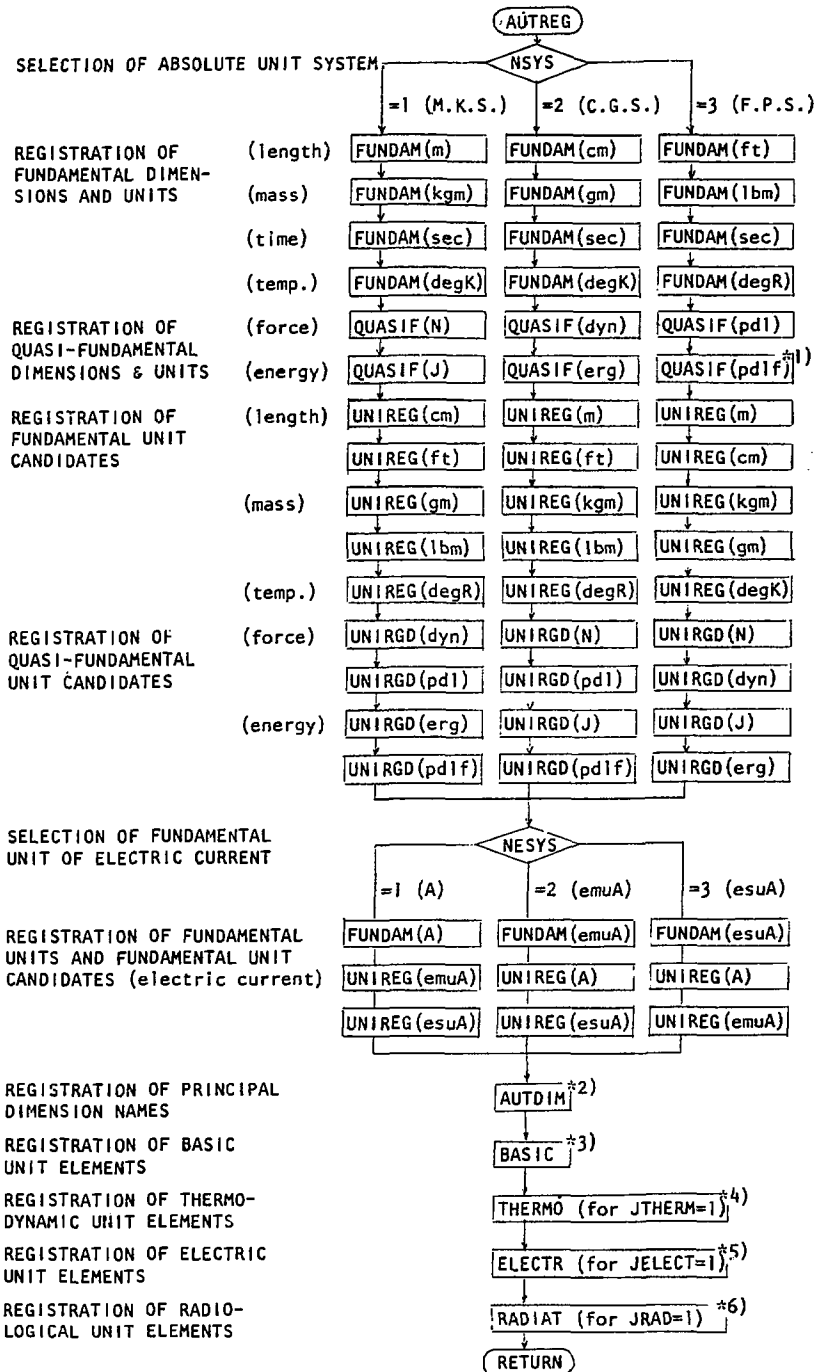 AUTREG
SELECTION OF ABSOLUTE UNIT SYSTEM
NSYS
=1 (M.K.S.) =2 (C.G.S.) =3 (F.P.S.)
REGISTRATION OF (length) FUNDAM(m) FUNDAM(cm) FUNDAM(ft)
FUNDAMENTAL DIMEN-
SIONS AND UNITS (mass) FUNDAM(kgm) FUNDAM(gm) FUNDAM(lbm)
(time) FUNDAM(sec) FUNDAM(sec) FUNDAM(sec)
(temp.) FUNDAM(degK) FUNDAM(degK) FUNDAM(degR)
REGISTRATION OF (force) QUASIF(N) QUASIF(dyn) QUASIF(pdl)
QUASI-FUNDAMENTAL
DIMENSIONS & UNITS (energy) QUASIF(J) QUASIF(erg) QUASIF(pdlf) *1)
REGISTRATION OF (length) UNIREG(cm) UNIREG(m) UNIREG(m)
FUNDAMENTAL UNIT
CANDIDATES UNIREG(ft) UNIREG(ft) UNIREG(cm)
(mass) UNIREG(gm) UNIREG(kgm) UNIREG(kgm)
UNIREG(lbm) UNIREG(lbm) UNIREG(gm)
(temp.) UNIREG(degR) UNIREG(degR) UNIREG(degK)
REGISTRATION OF (force) UNIRGD(dyn) UNIRGD(N) UNIRGD(N)
QUASI-FUNDAMENTAL
UNIT CANDIDATES UNIRGD(pdl) UNIRGD(pdl) UNIRGD(dyn)
(energy) UNIRGD(erg) UNIRGD(J) UNIRGD(J)
UNIRGD(pdlf) UNIRGD(pdlf) UNIRGD(erg)
SELECTION OF FUNDAMENTAL
UNIT OF ELECTRIC CURRENT
NESYS
=1 (A) =2 (emuA) =3 (esuA)
REGISTRATION OF FUNDAMENTAL FUNDAM(A) FUNDAM(emuA) FUNDAM(esuA)
UNITS AND FUNDAMENTAL UNIT
CANDIDATES (electric current) UNIREG(emuA) UNIREG(A) UNIREG(A)
UNIREG(esuA) UNIREG(esuA) UNIREG(emuA)
REGISTRATION OF PRINCIPAL
DIMENSION NAMES
AUTDIM *2)
REGISTRATION OF BASIC
UNIT ELEMENTS
BASIC *3)
REGISTRATION OF THERMO-
DYNAMIC UNIT ELEMENTS
THERMO (for JTHERM=1) *4)
REGISTRATION OF ELECTRIC
UNIT ELEMENTS
ELECTR (for JELECT=1) *5)
REGISTRATION OF RADIO-
LOGICAL UNIT ELEMENTS
RADIAT (for JRAD=1) *6)
RETURN